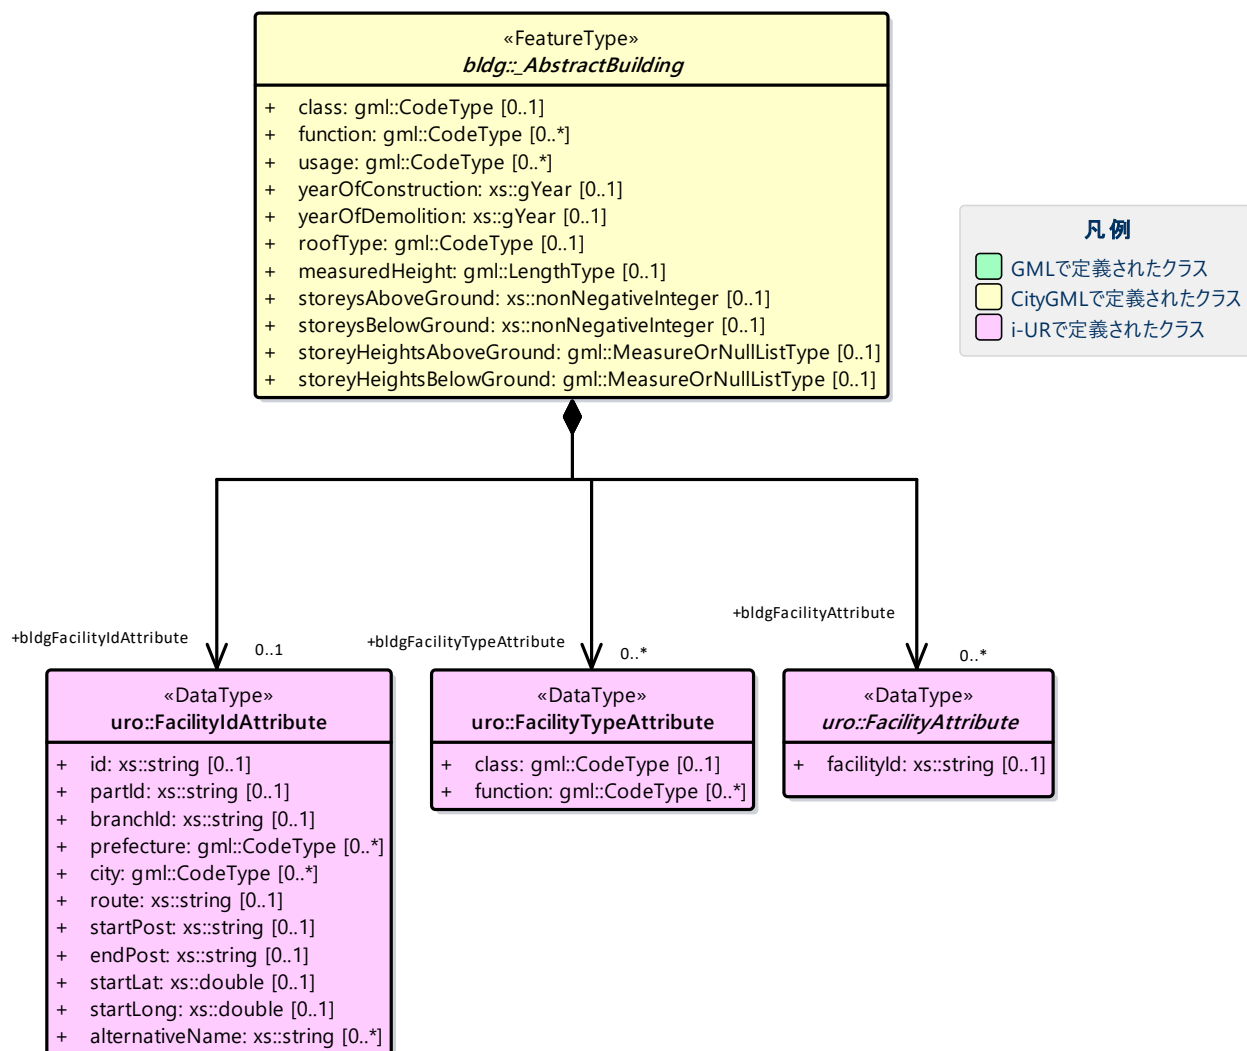 «FeatureType»
bldg::_AbstractBuilding
+ class: gml::CodeType [0..1]
+ function: gml::CodeType [0..*]
+ usage: gml::CodeType [0..*]
+ yearOfConstruction: xs::gYear [0..1]
+ yearOfDemolition: xs::gYear [0..1]
+ roofType: gml::CodeType [0..1]
+ measuredHeight: gml::LengthType [0..1]
+ storeysAboveGround: xs::nonNegativeInteger [0..1]
+ storeysBelowGround: xs::nonNegativeInteger [0..1]
+ storeyHeightsAboveGround: gml::MeasureOrNullListType [0..1]
+ storeyHeightsBelowGround: gml::MeasureOrNullListType [0..1]
凡例
GMLで定義されたクラス
CityGMLで定義されたクラス
i-URで定義されたクラス
+bldgFacilityIdAttribute
0..1
+bldgFacilityTypeAttribute
0..*
+bldgFacilityAttribute
0..*
«DataType»
uro::FacilityIdAttribute
+ id: xs::string [0..1]
+ partId: xs::string [0..1]
+ branchId: xs::string [0..1]
+ prefecture: gml::CodeType [0..*]
+ city: gml::CodeType [0..*]
+ route: xs::string [0..1]
+ startPost: xs::string [0..1]
+ endPost: xs::string [0..1]
+ startLat: xs::double [0..1]
+ startLong: xs::double [0..1]
+ alternativeName: xs::string [0..*]
«DataType»
uro::FacilityTypeAttribute
+ class: gml::CodeType [0..1]
+ function: gml::CodeType [0..*]
«DataType»
uro::FacilityAttribute
+ facilityId: xs::string [0..1]